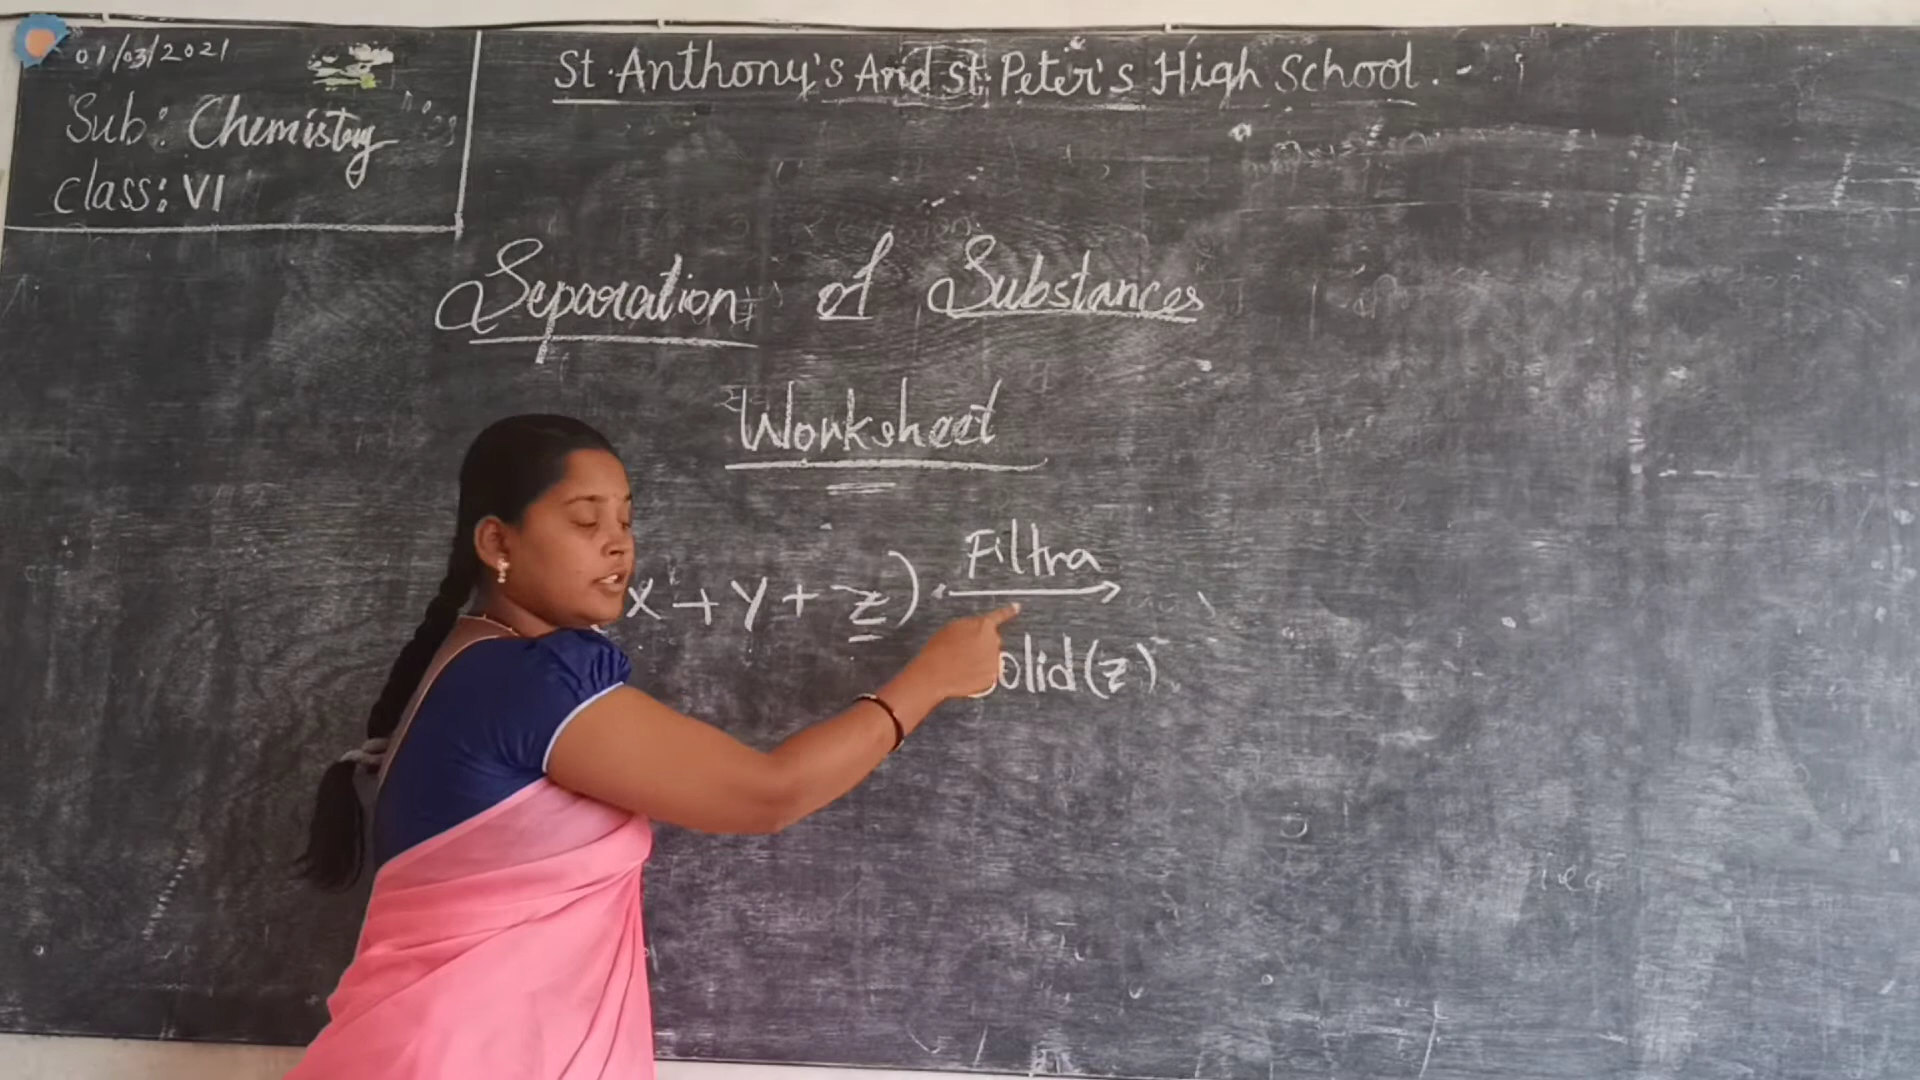 01/03/2021
Sub: Chemistry
class: VI
St. Anthony's And St. Peter's High School.
Separation of Substances
Worksheet
Filtra
x + y + z)
olid (z)